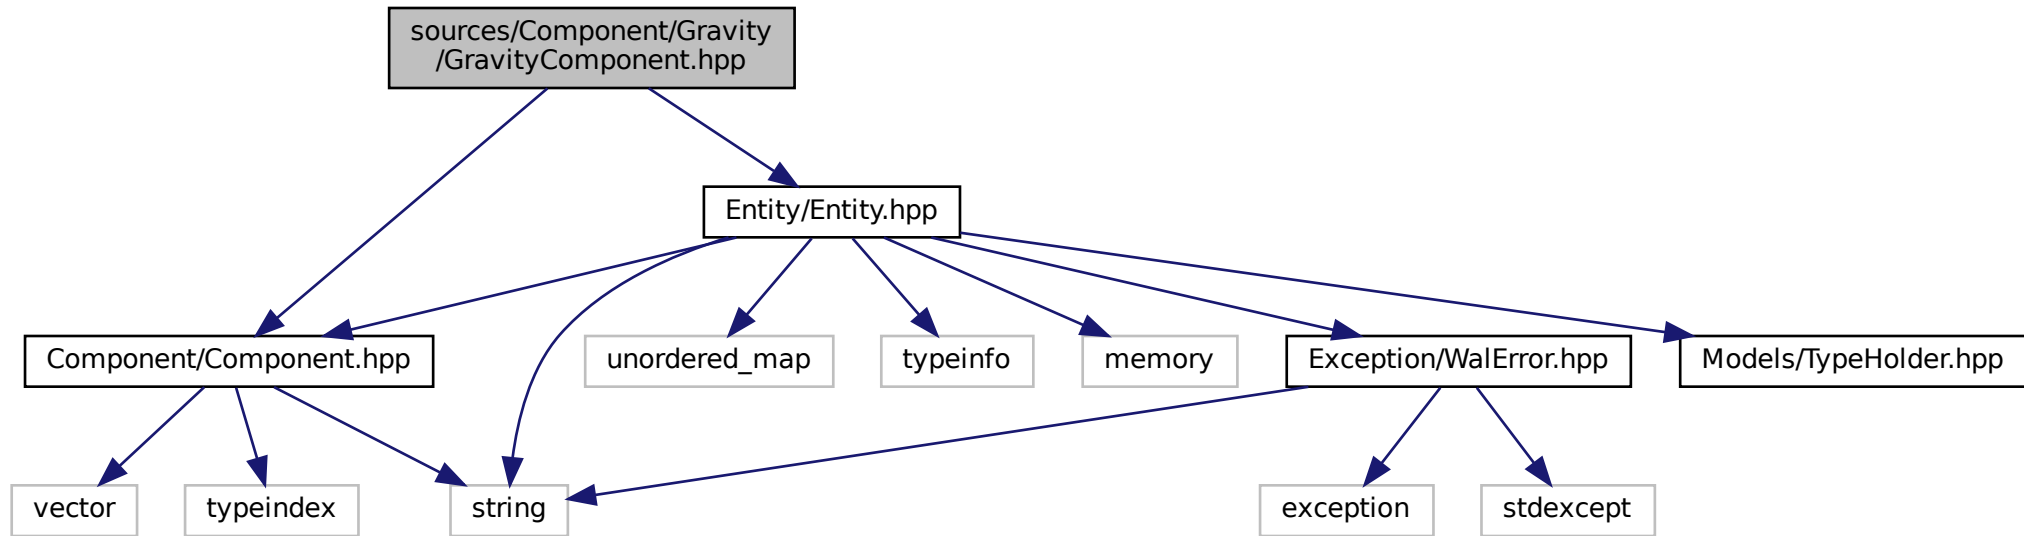 sources/Component/Gravity
/GravityComponent.hpp
Entity/Entity.hpp
Component/Component.hpp
unordered_map
typeinfo
memory
Exception/WalError.hpp
Models/TypeHolder.hpp
vector
typeindex
string
exception
stdexcept